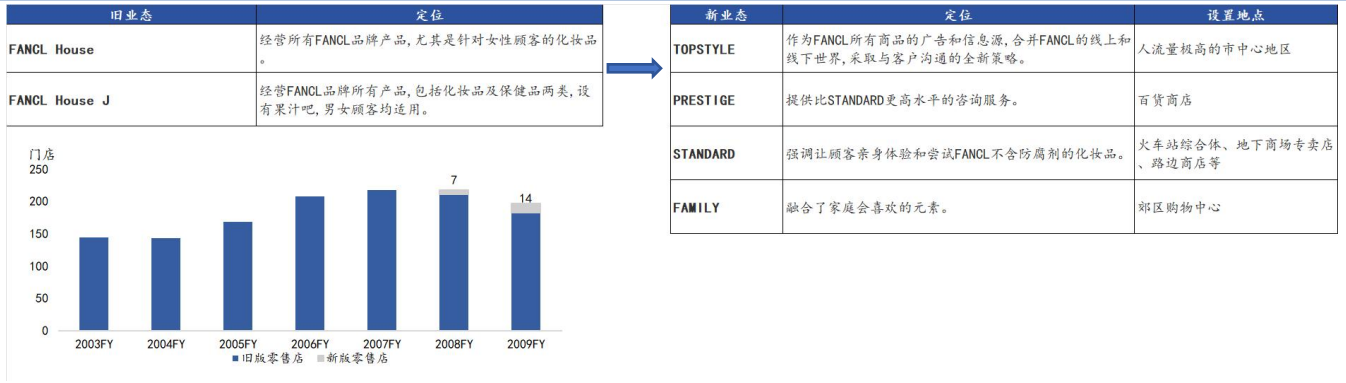 旧业态 定位
FANCL House
经营所有FANCL品牌产品,尤其是针对女性顾客的化妆品
。
FANCL House J
经营FANCL品牌所有产品,包括化妆品及保健品两类,设
有果汁吧,男女顾客均适用。
新业态 定位 设置地点
TOPSTYLE
作为FANCL所有商品的广告和信息源,合并FANCL的线上和
线下世界,采取与客户沟通的全新策略。
人流量极高的市中心地区
PRESTIGE
提供比STANDARD更高水平的咨询服务。
百货商店
STANDARD
强调让顾客亲身体验和尝试FANCL不含防腐剂的化妆品。
火车站综合体、地下商场专卖店
、路边商店等
FAMILY
融合了家庭会喜欢的元素。
郊区购物中心
门店
250
200
150
100
50
0
7
14
2003FY 2004FY 2005FY 2006FY 2007FY 2008FY 2009FY
旧版零售店 新版零售店